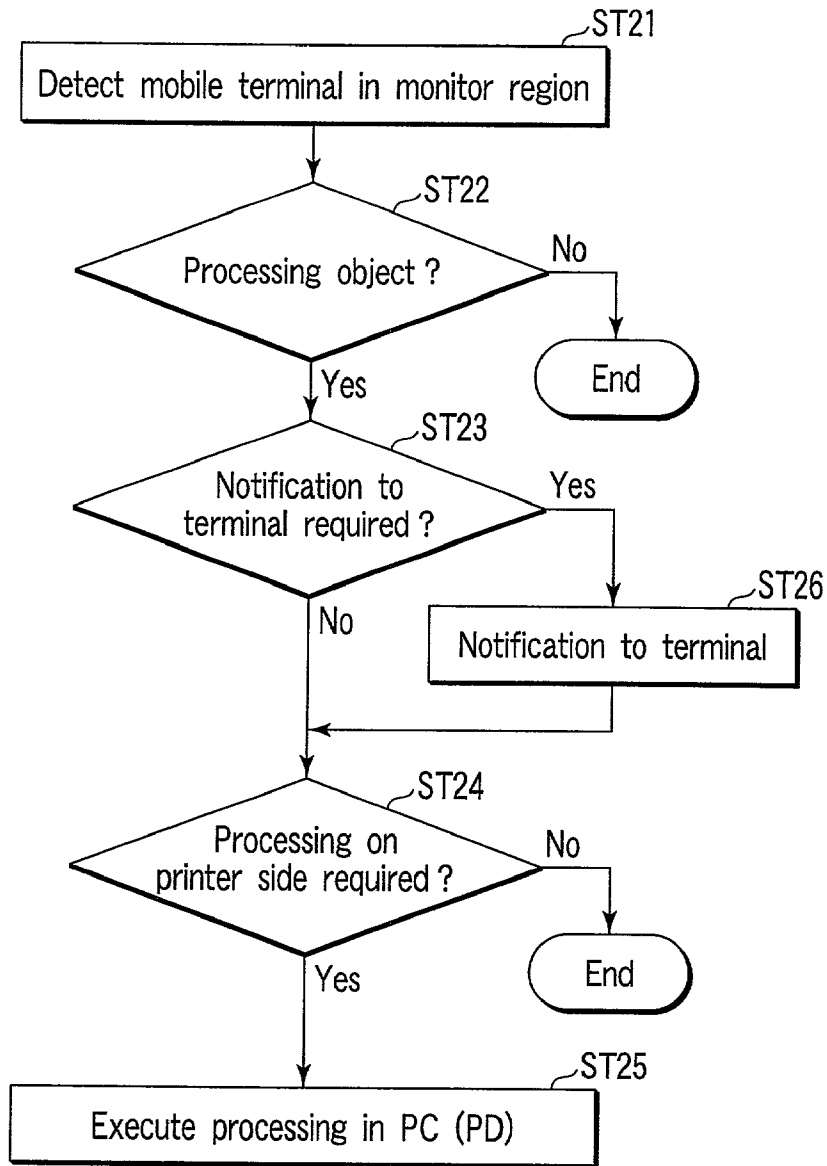 ST21
Detect mobile terminal in monitor region
ST22
Processing object ?
No
End
Yes
ST23
Notification to
terminal required ?
Yes
ST26
Notification to terminal
No
ST24
Processing on
printer side required ?
No
End
Yes
ST25
Execute processing in PC (PD)